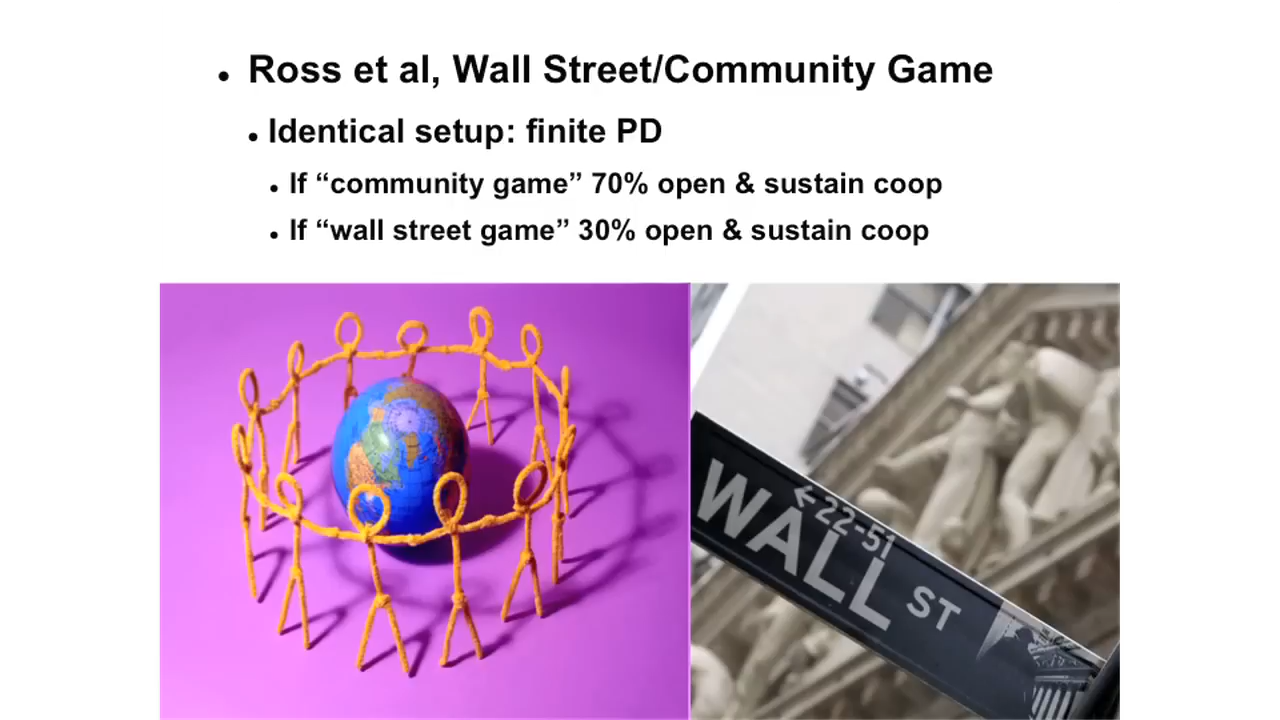 Ross et al, Wall Street/Community Game
Identical setup: finite PD
If “community game” 70% open & sustain coop
If “wall street game” 30% open & sustain coop
←22-51
WALL ST